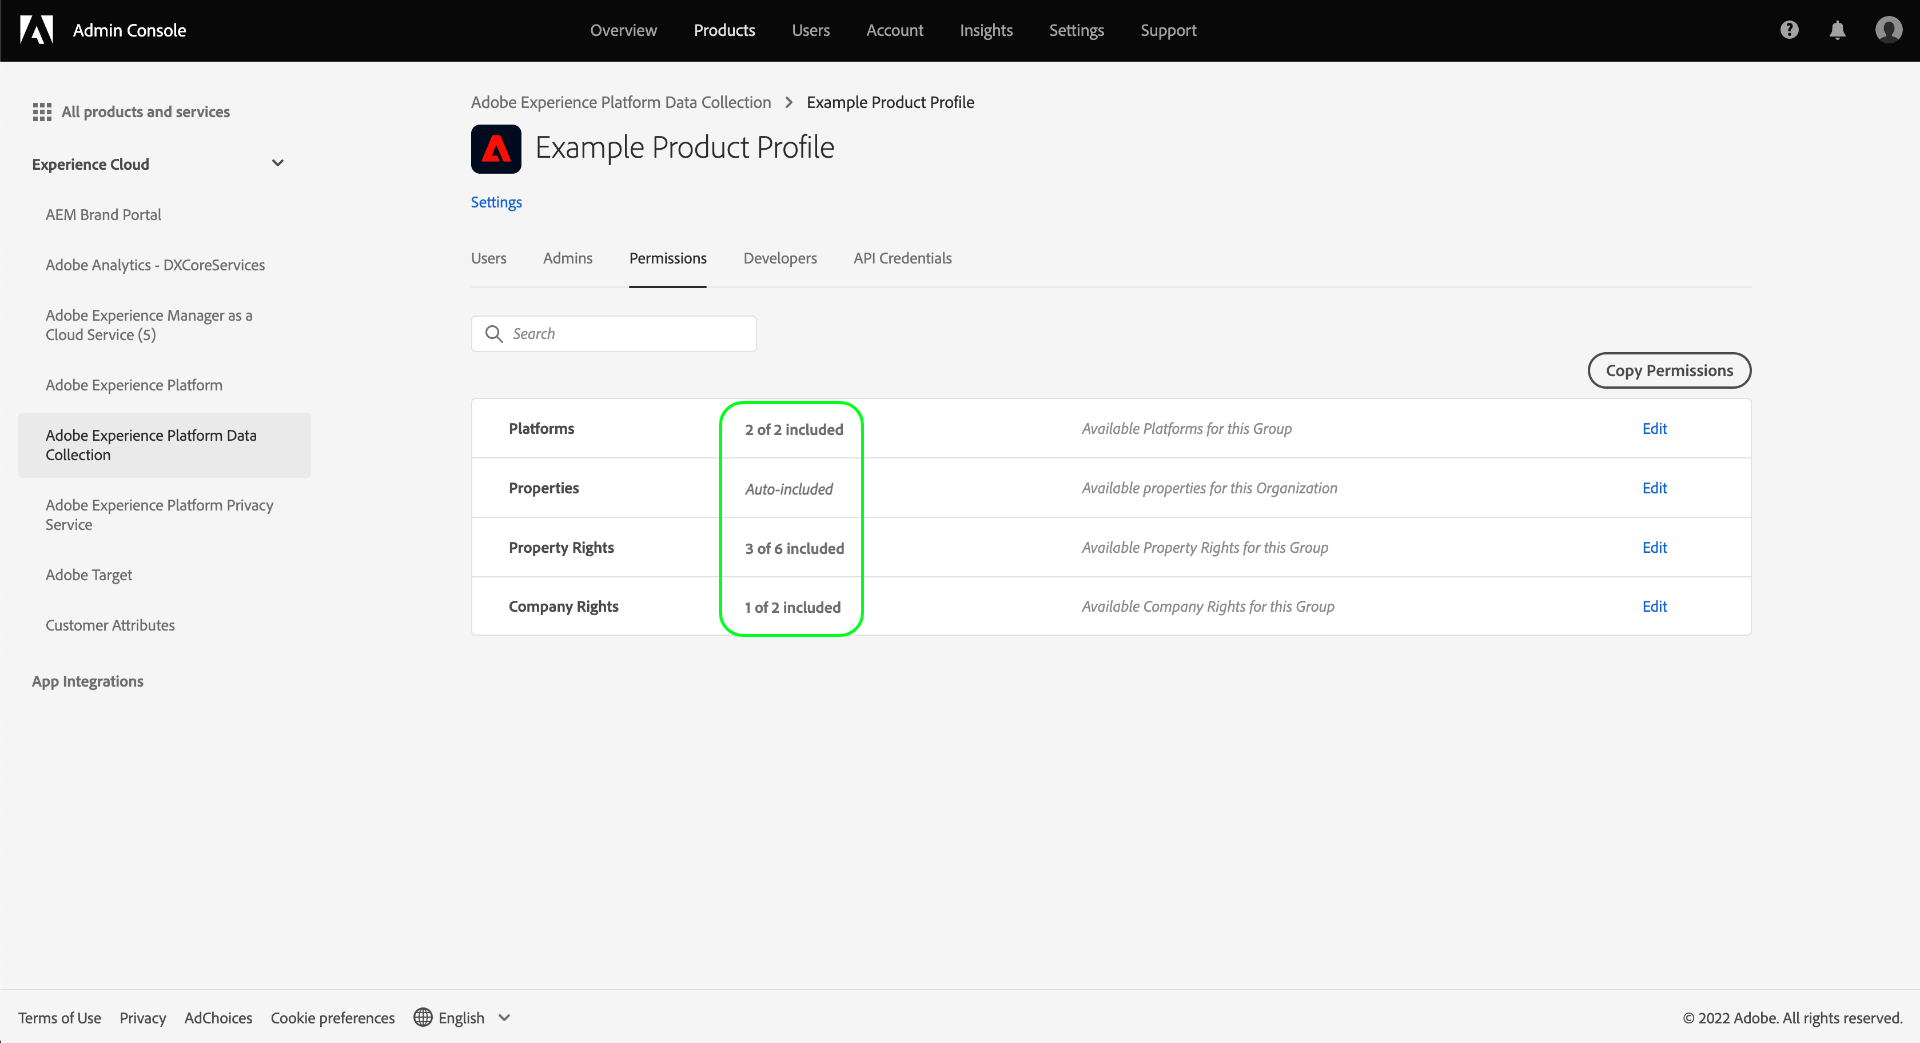 Admin Console
Overview Products Users Account Insights Settings Support
All products and services
Experience Cloud
AEM Brand Portal
Adobe Analytics - DXCoreServices
Adobe Experience Manager as a
Cloud Service (5)
Adobe Experience Platform
Adobe Experience Platform Data
Collection
Adobe Experience Platform Privacy
Service
Adobe Target
Customer Attributes
App Integrations
Adobe Experience Platform Data Collection > Example Product Profile
Example Product Profile
Settings
Users Admins Permissions Developers API Credentials
Search
Copy Permissions
Platforms 2 of 2 included Available Platforms for this Group Edit
Properties Auto-included Available properties for this Organization Edit
Property Rights 3 of 6 included Available Property Rights for this Group Edit
Company Rights 1 of 2 included Available Company Rights for this Group Edit
Terms of Use Privacy AdChoices Cookie preferences English © 2022 Adobe. All rights reserved.